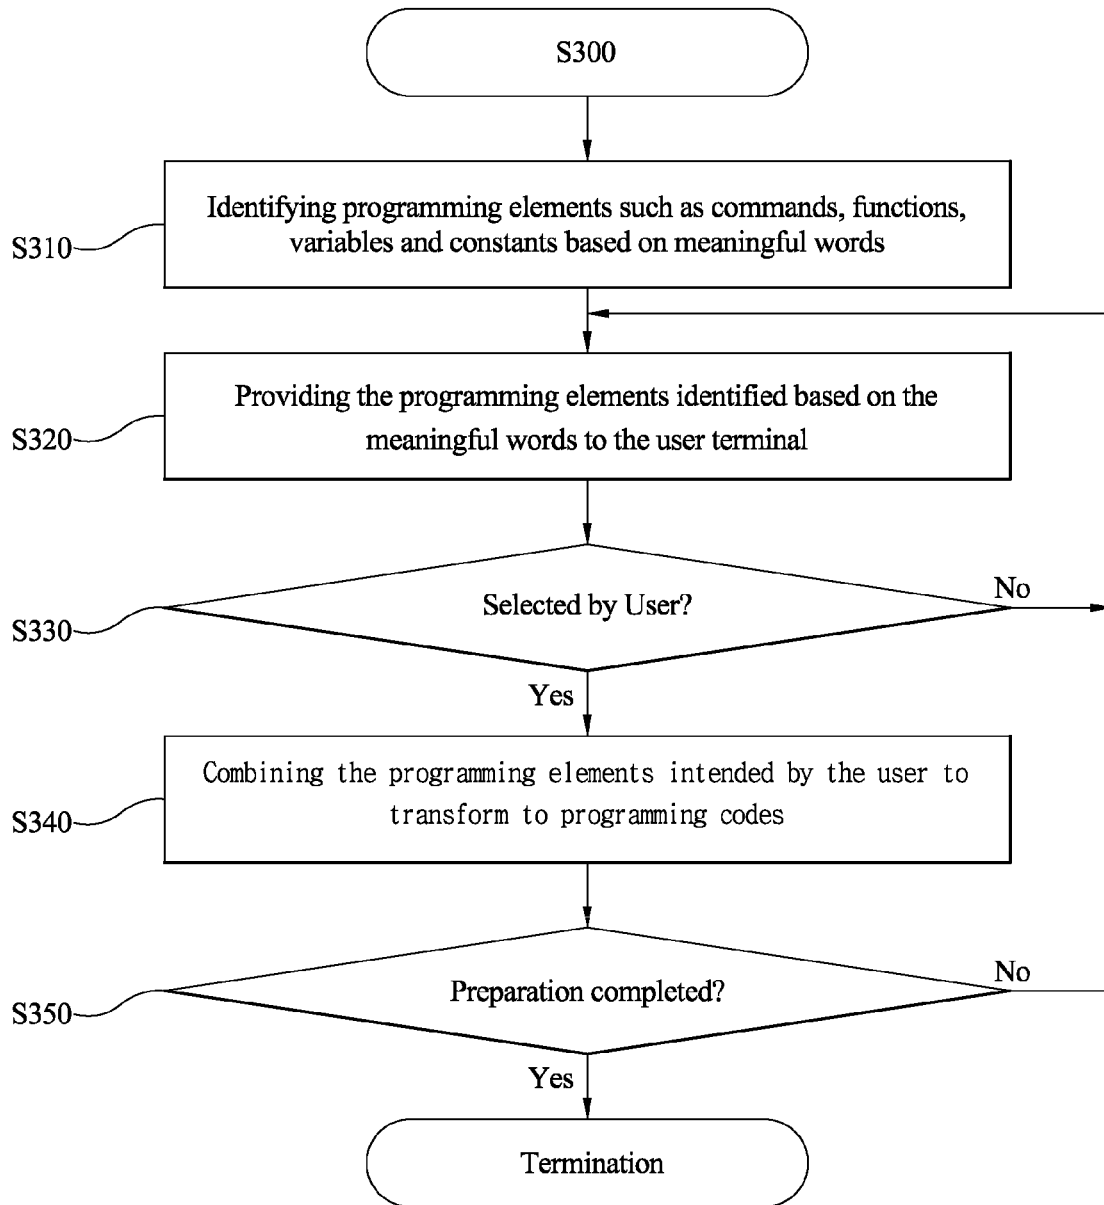 S300
Identifying programming elements such as commands, functions,
variables and constants based on meaningful words
S310
Providing the programming elements identified based on the
meaningful words to the user terminal
S320
Selected by User?
No
S330
Yes
Combining the programming elements intended by the user to
transform to programming codes
S340
Preparation completed?
No
S350
Yes
Termination